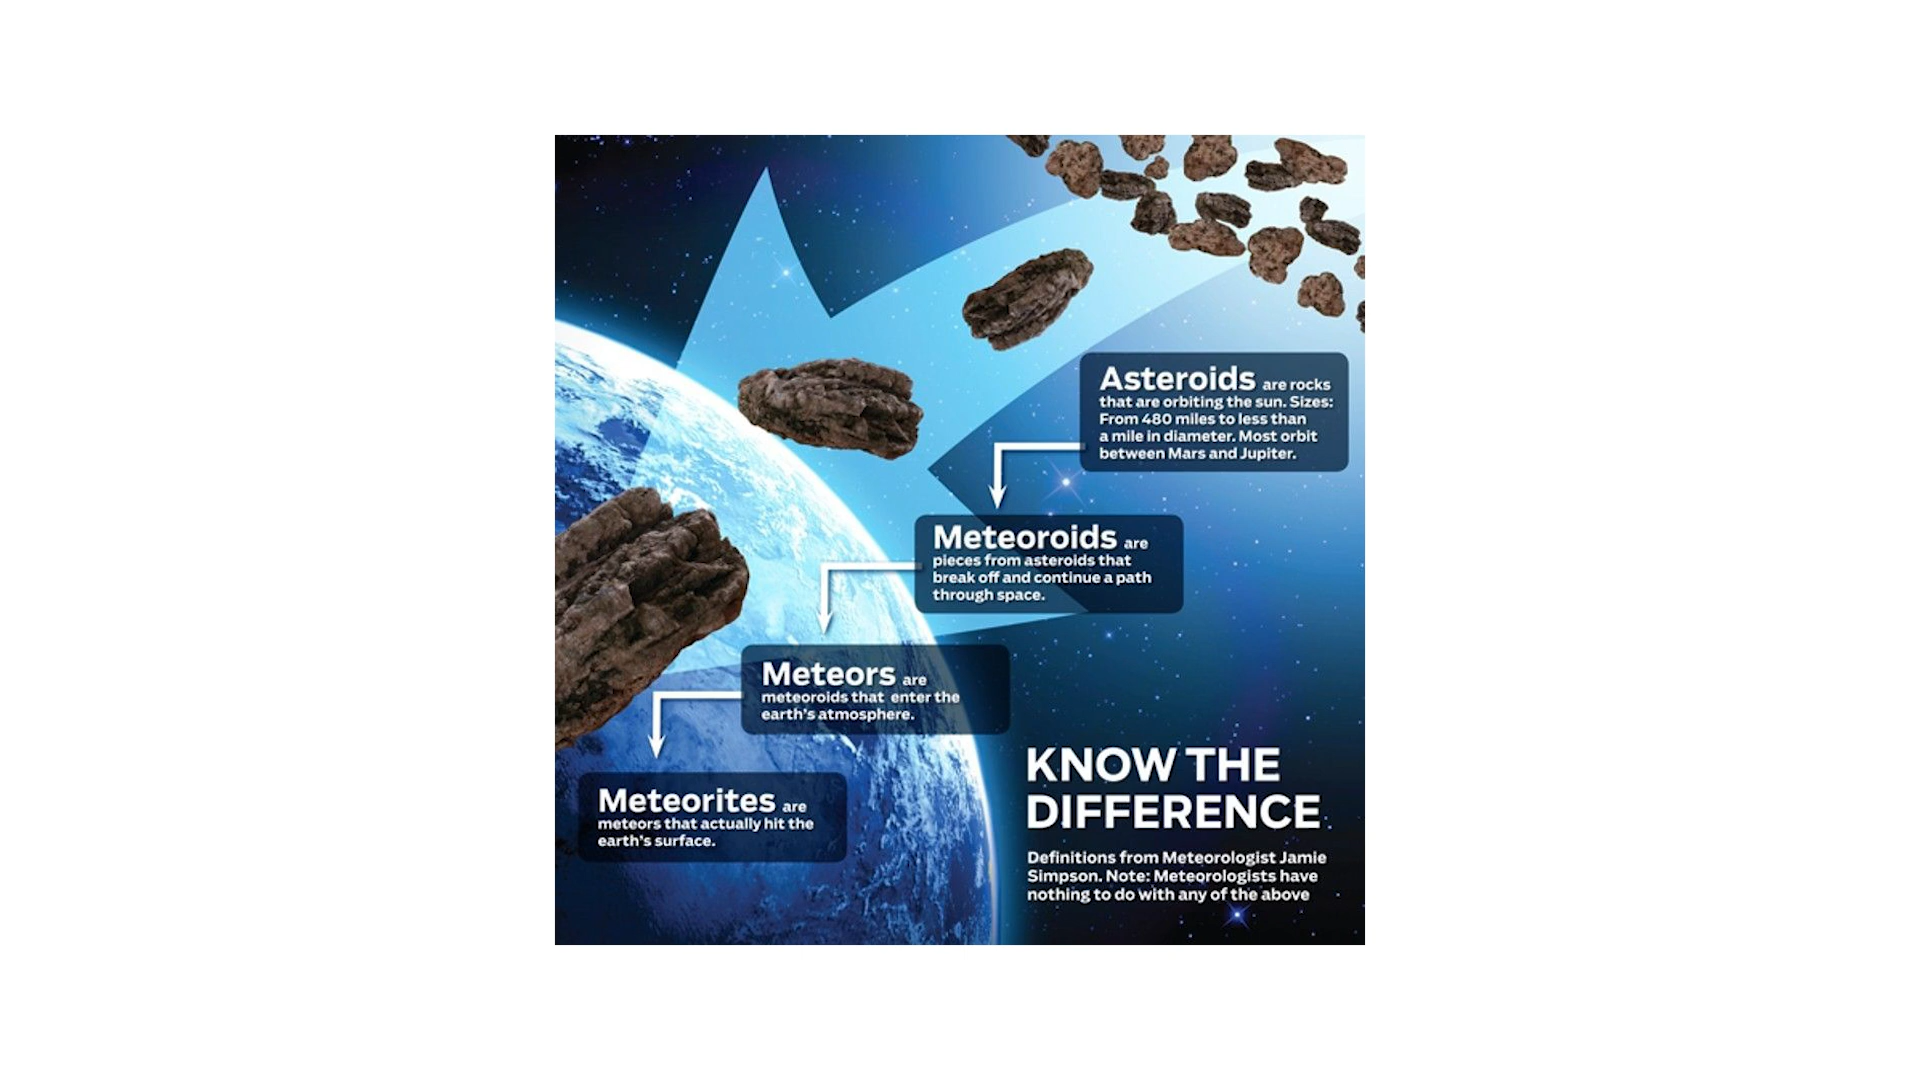 Asteroids are rocks
that are orbiting the sun. Sizes:
From 480 miles to less than
a mile in diameter. Most orbit
between Mars and Jupiter.
Meteoroids are
pieces from asteroids that
break off and continue a path
through space.
Meteors are
meteoroids that enter the
earth's atmosphere.
Meteorites are
meteors that actually hit the
earth's surface.
KNOW THE
DIFFERENCE
Definitions from Meteorologist Jamie
Simpson. Note: Meteorologists have
nothing to do with any of the above